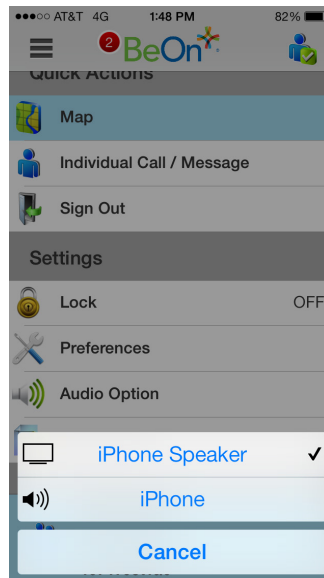 AT&T 4G 1:48 PM 82%
2
BeOn
Quick Actions
Map
Individual Call / Message
Sign Out
Settings
Lock OFF
Preferences
Audio Option
iPhone Speaker
iPhone
Cancel